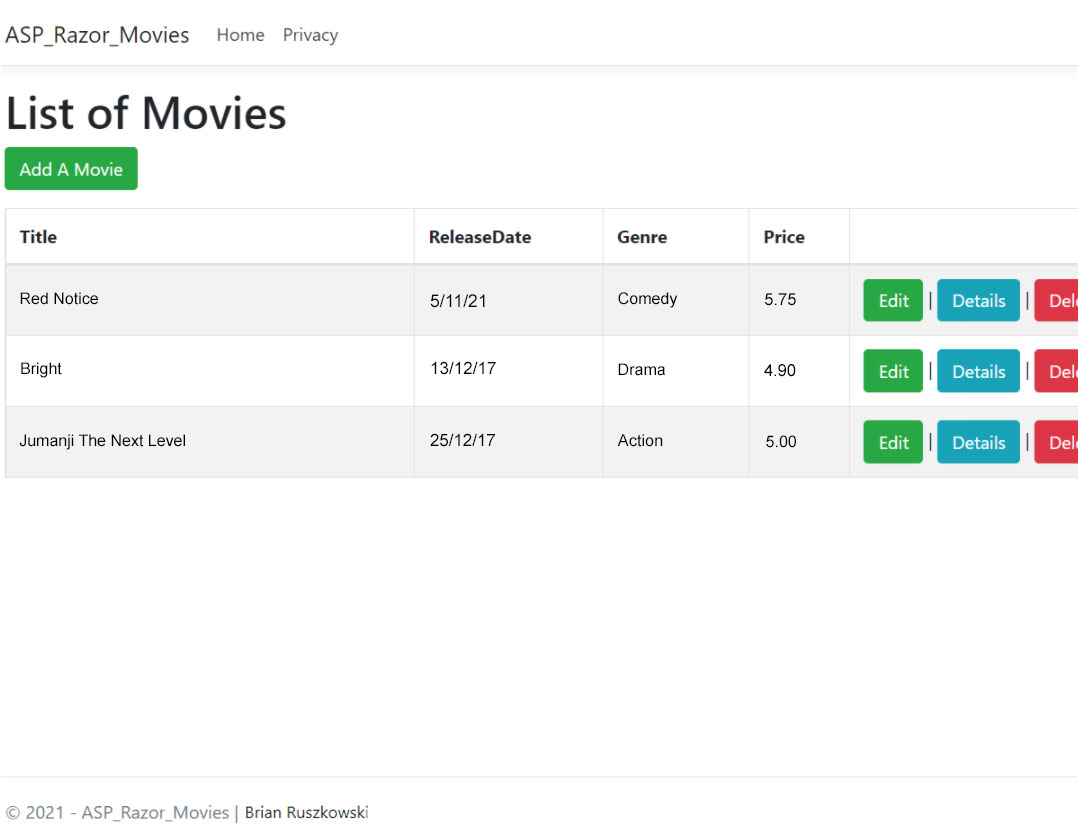 ASP_Razor_Movies Home Privacy
List of Movies
Add A Movie
Title ReleaseDate Genre Price
Red Notice 5/11/21 Comedy 5.75 Edit | Details | Dele
Bright 13/12/17 Drama 4.90 Edit | Details | Dele
Jumanji The Next Level 25/12/17 Action 5.00 Edit | Details | Dele
© 2021 - ASP_Razor_Movies | Brian Ruszkowski